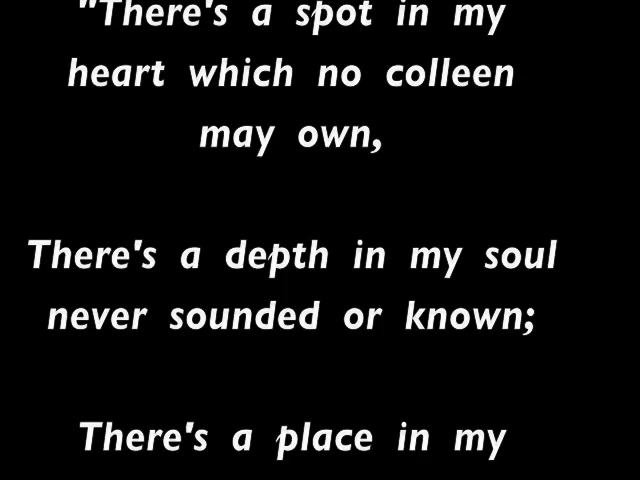 "There's a spot in my
heart which no colleen
may own,
There's a depth in my soul
never sounded or known;
There's a place in my